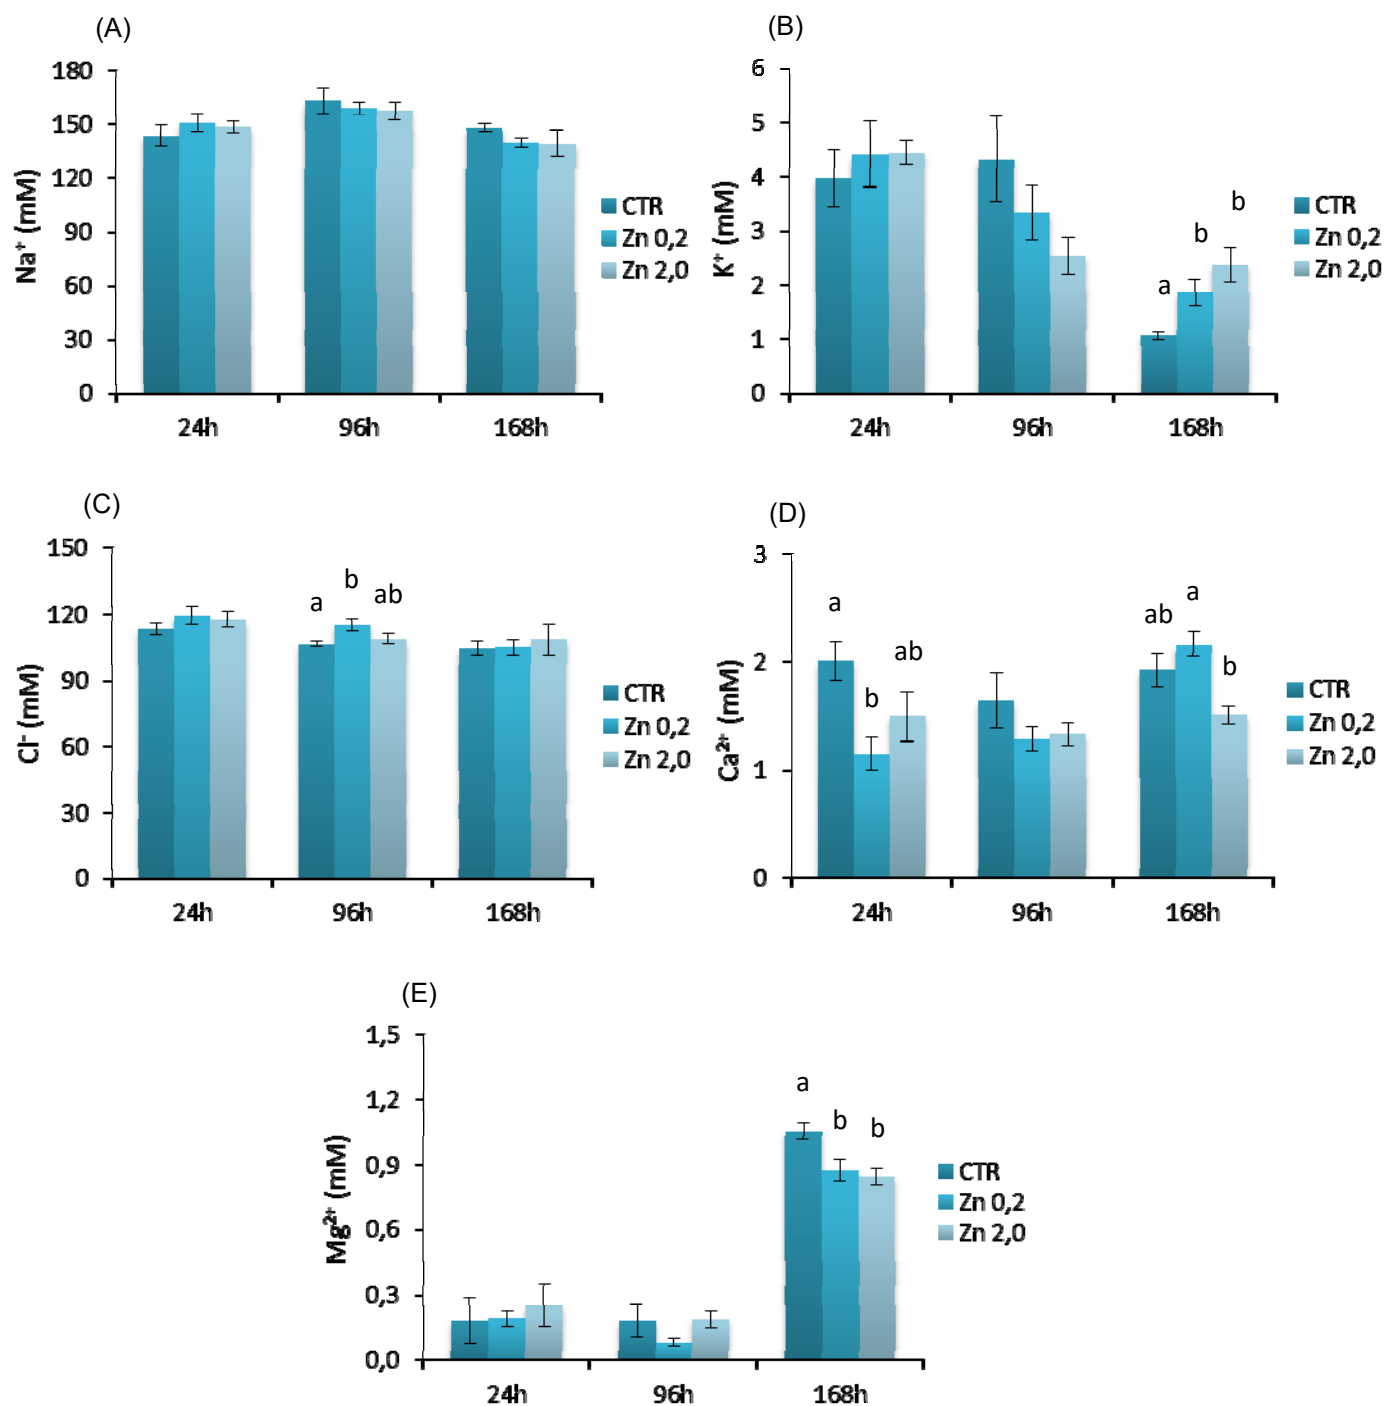 (A)
180
150
120
90
60
30
0
Na⁺ (mM)
24h 96h 168h
CTR
Zn 0,2
Zn 2,0
(B)
6
5
4
3
2
1
0
K⁺ (mM)
a
b
b
24h 96h 168h
CTR
Zn 0,2
Zn 2,0
(C)
150
120
90
60
30
0
Cl⁻ (mM)
a
b
ab
24h 96h 168h
CTR
Zn 0,2
Zn 2,0
(D)
3
2
1
0
Ca²⁺ (mM)
a
b
ab
ab
a
b
24h 96h 168h
CTR
Zn 0,2
Zn 2,0
(E)
1,5
1,2
0,9
0,6
0,3
0,0
Mg²⁺ (mM)
a
b
b
24h 96h 168h
CTR
Zn 0,2
Zn 2,0